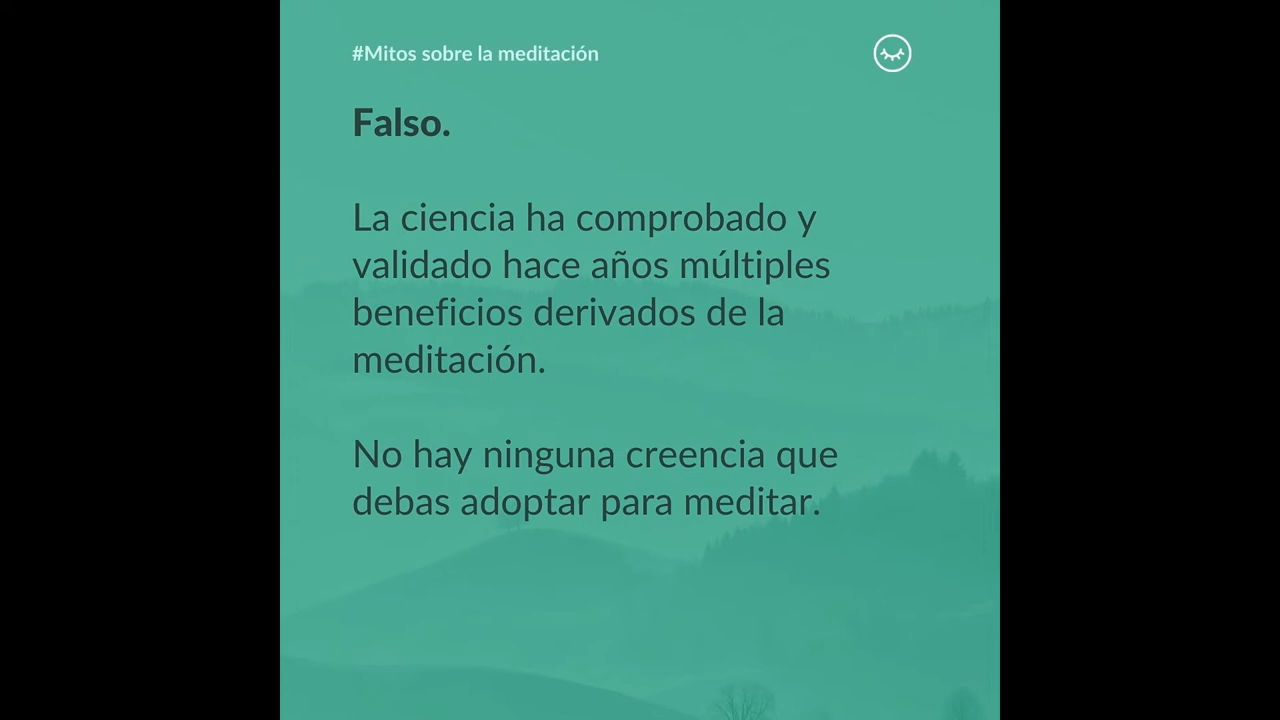 #Mitos sobre la meditación
Falso.
La ciencia ha comprobado y
validado hace años múltiples
beneficios derivados de la
meditación.
No hay ninguna creencia que
debas adoptar para meditar.